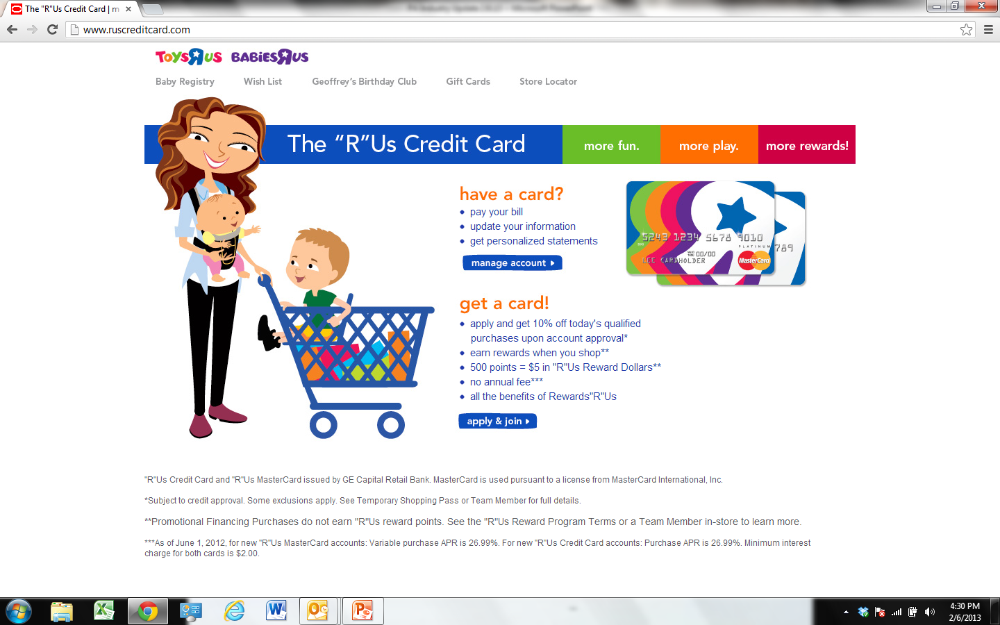 The "R"Us Credit Card | m
www.ruscreditcard.com
TOYSRUS BABIESRUS
Baby Registry Wish List Geoffrey's Birthday Club Gift Cards Store Locator
The “R”Us Credit Card more fun. more play. more rewards!
have a card?
• pay your bill
• update your information
• get personalized statements
manage account
5243 1234 5678 9010
789
PLATINUM
00/00
LEE CARDHOLDER
MasterCard
get a card!
• apply and get 10% off today's qualified
purchases upon account approval*
• earn rewards when you shop**
• 500 points = $5 in "R"Us Reward Dollars**
• no annual fee***
• all the benefits of Rewards"R"Us
apply & join
"R"Us Credit Card and "R"Us MasterCard issued by GE Capital Retail Bank. MasterCard is used pursuant to a license from MasterCard International, Inc.
*Subject to credit approval. Some exclusions apply. See Temporary Shopping Pass or Team Member for full details.
**Promotional Financing Purchases do not earn "R"Us reward points. See the "R"Us Reward Program Terms or a Team Member in-store to learn more.
***As of June 1, 2012, for new "R"Us MasterCard accounts: Variable purchase APR is 26.99%. For new "R"Us Credit Card accounts: Purchase APR is 26.99%. Minimum interest
charge for both cards is $2.00.
4:30 PM
2/6/2013